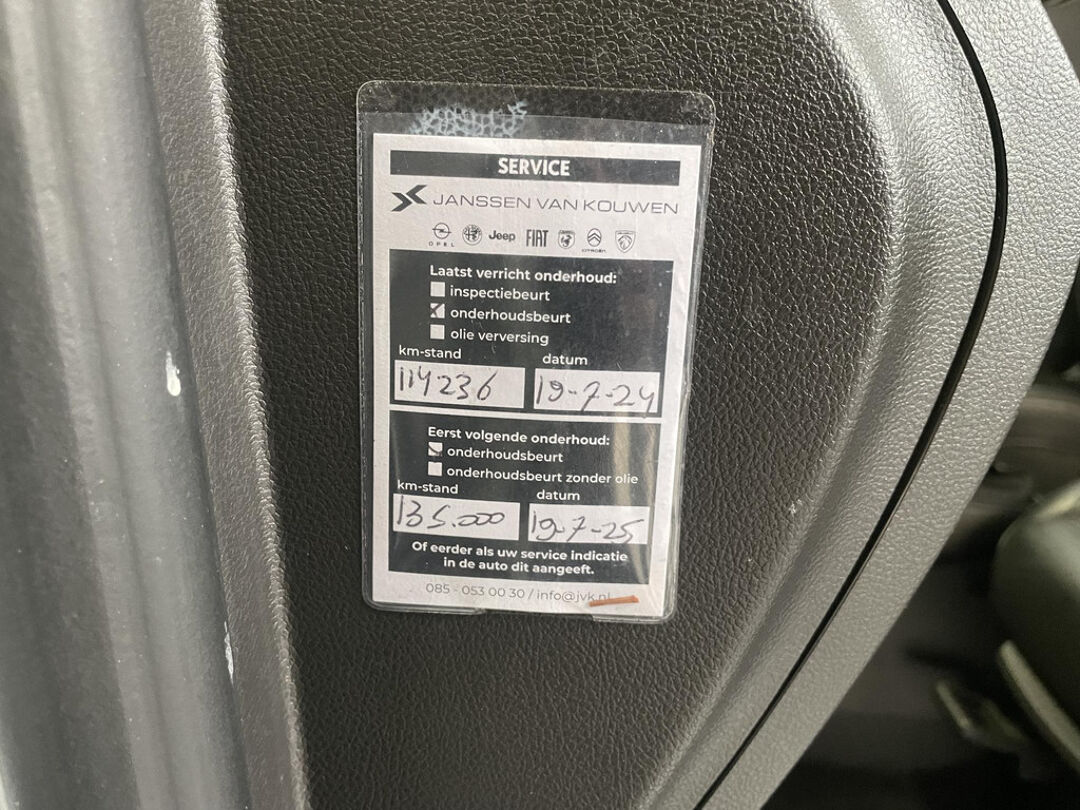 SERVICE
JANSSEN VAN KOUWEN
OPEL Jeep FIAT CITROËN
Laatst verricht onderhoud:
inspectiebeurt
onderhoudsbeurt
olie verversing
km-stand datum
114236 19-7-24
Eerst volgende onderhoud:
onderhoudsbeurt
onderhoudsbeurt zonder olie
km-stand datum
135.000 19-7-25
Of eerder als uw service indicatie
in de auto dit aangeeft.
085 - 053 00 30 / info@jvk.nl